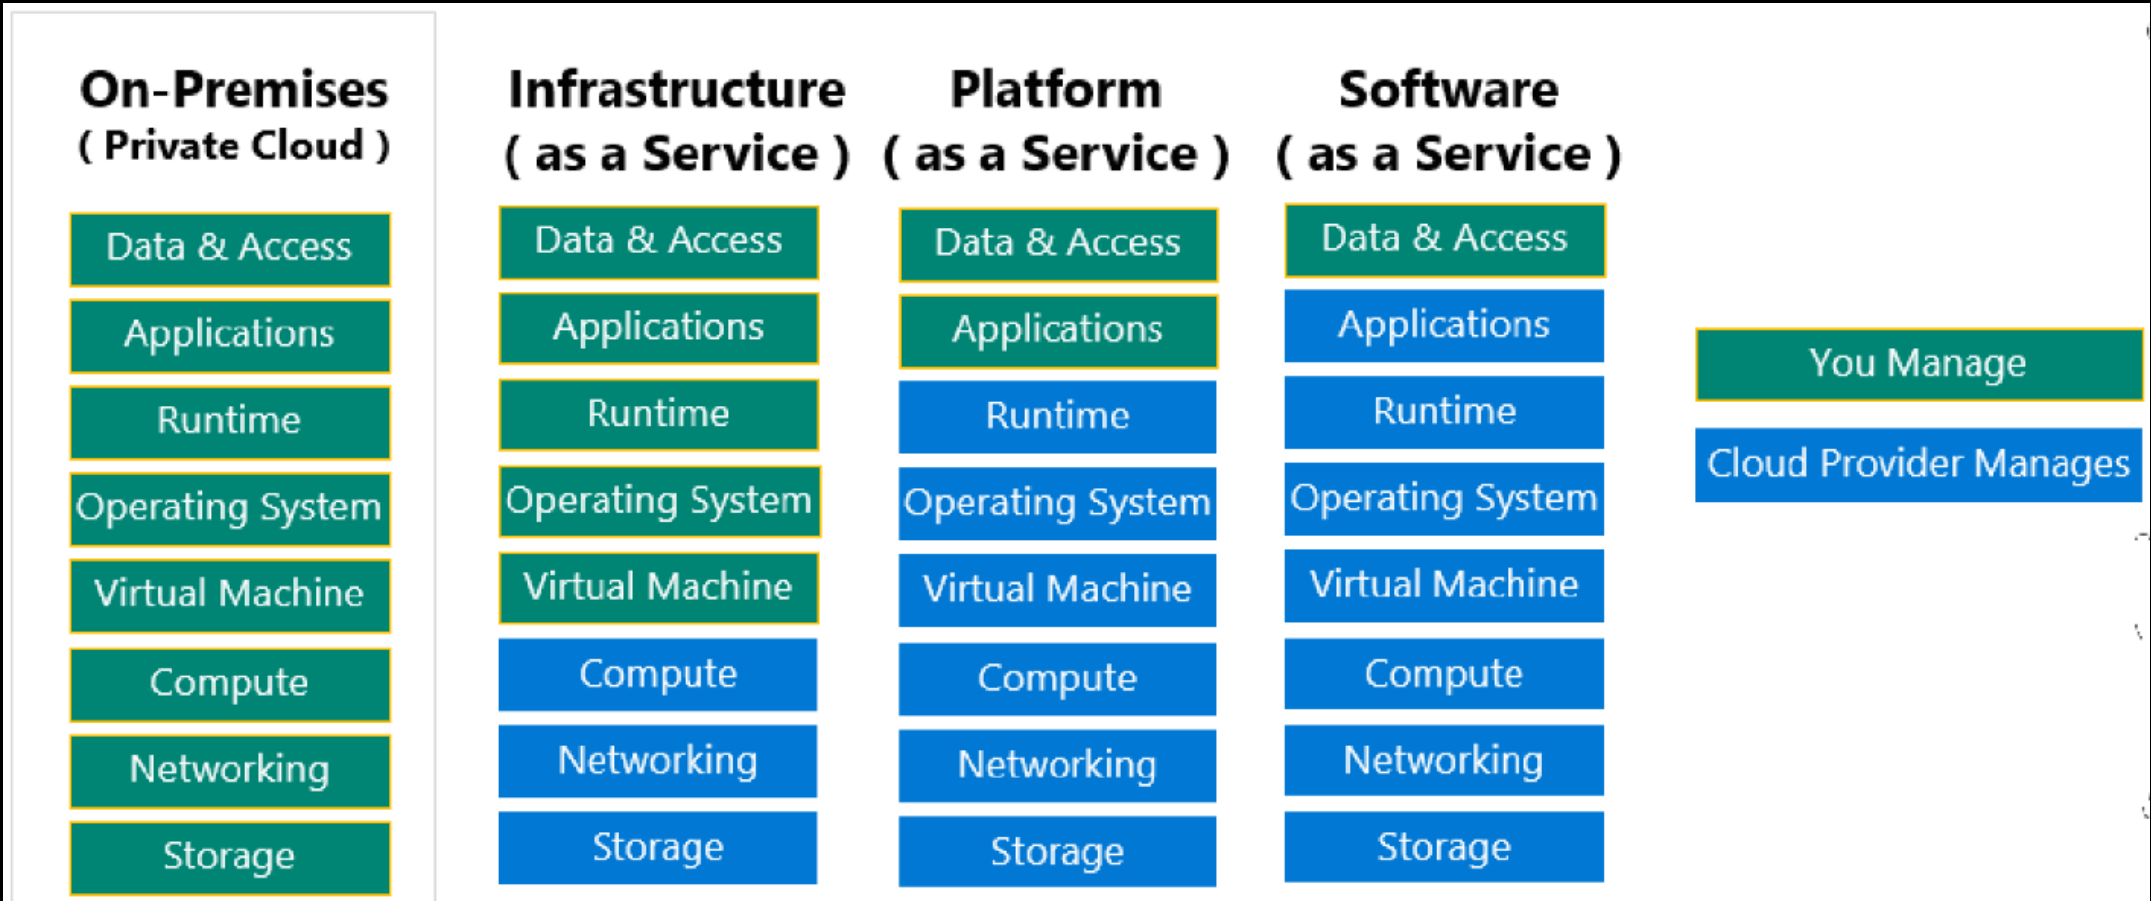 On-Premises
( Private Cloud )
Data & Access
Applications
Runtime
Operating System
Virtual Machine
Compute
Networking
Storage
Infrastructure
( as a Service )
Data & Access
Applications
Runtime
Operating System
Virtual Machine
Compute
Networking
Storage
Platform
( as a Service )
Data & Access
Applications
Runtime
Operating System
Virtual Machine
Compute
Networking
Storage
Software
( as a Service )
Data & Access
Applications
Runtime
Operating System
Virtual Machine
Compute
Networking
Storage
You Manage
Cloud Provider Manages